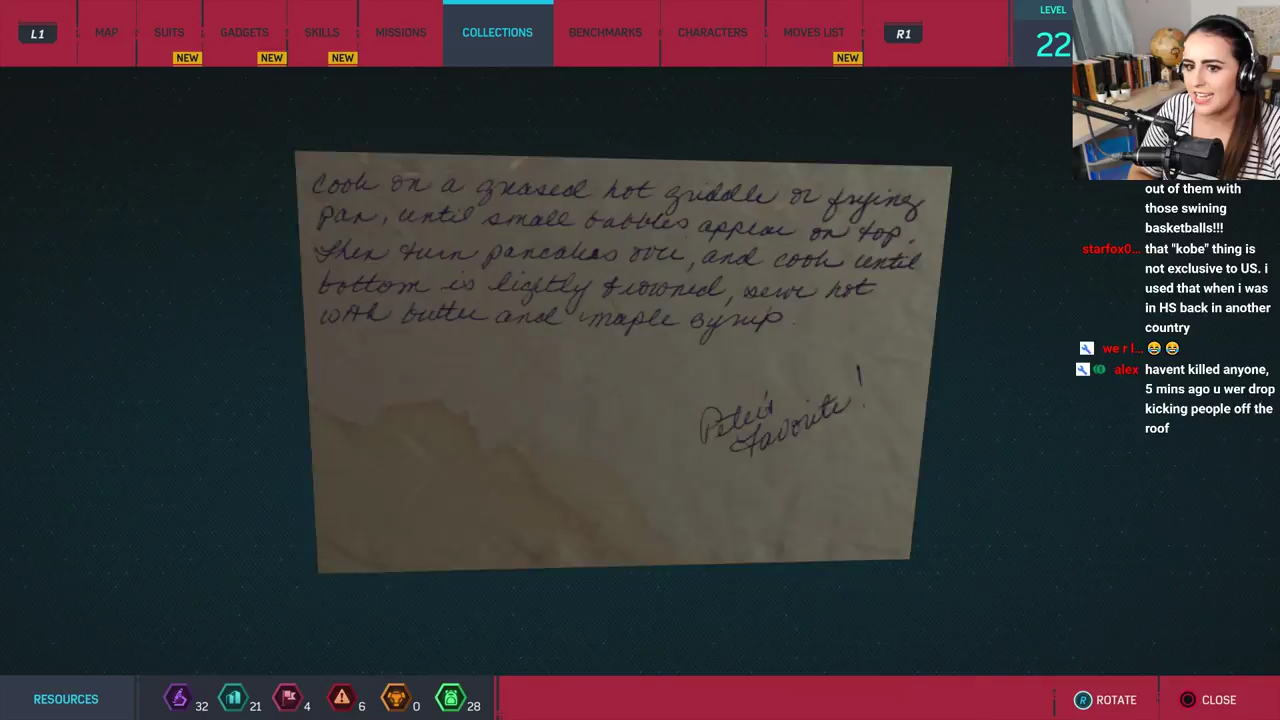 L1
MAP
SUITS
NEW
GADGETS
NEW
SKILLS
NEW
MISSIONS
COLLECTIONS
BENCHMARKS
CHARACTERS
MOVES LIST
NEW
R1
LEVEL
22
cook on a greased hot griddle or frying
pan, until small bubbles appear on top.
Then turn pancakes over, and cook until
bottom is lightly browned, serve hot
with butter and maple syrup.
Pete's
favorite!
out of them with
those swining
basketballs!!!
starfox0... that "kobe" thing is
not exclusive to US. i
used that when i was
in HS back in another
country
we r l... 😂 😂
alex havent killed anyone,
5 mins ago u wer drop
kicking people off the
roof
RESOURCES
32
21
4
6
0
28
R ROTATE
CLOSE